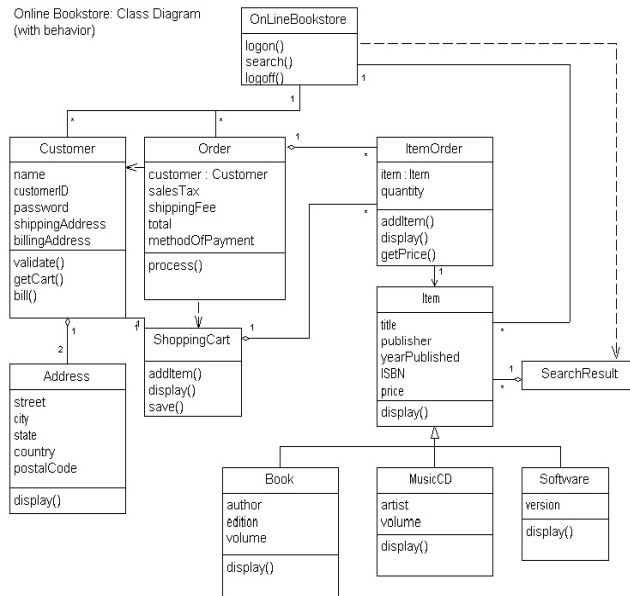 Online Bookstore: Class Diagram
(with behavior)
OnLineBookstore
logon()
search()
logoff()
1
1
*
*
Customer
name
customerID
password
shippingAddress
billingAddress
validate()
getCart()
bill()
Order
customer : Customer
salesTax
shippingFee
total
methodOfPayment
process()
1
*
ItemOrder
item : Item
quantity
addItem()
display()
getPrice()
*
1
1
2
1
1
ShoppingCart
addItem()
display()
save()
1
1
Item
title
publisher
yearPublished
ISBN
price
display()
*
1
*
SearchResult
Address
street
city
state
country
postalCode
display()
Book
author
edition
volume
display()
MusicCD
artist
volume
display()
Software
version
display()